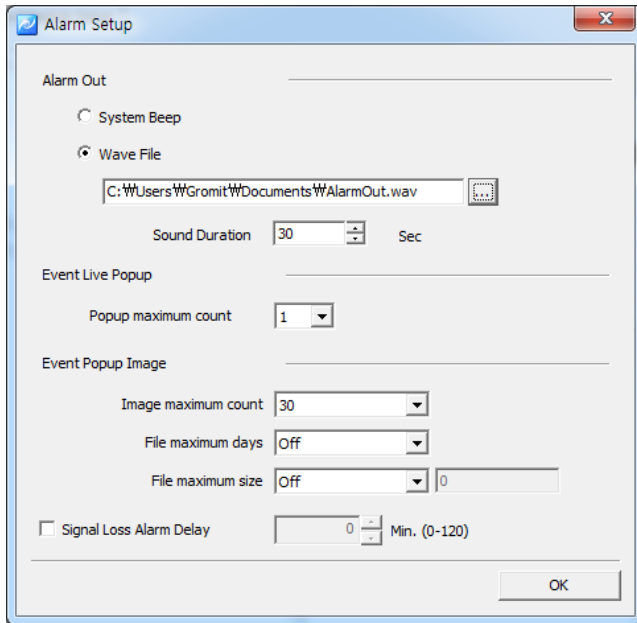 Alarm Setup
Alarm Out
System Beep
Wave File
C:₩Users₩Gromit₩Documents₩AlarmOut.wav ...
Sound Duration 30 Sec
Event Live Popup
Popup maximum count 1
Event Popup Image
Image maximum count 30
File maximum days Off
File maximum size Off 0
Signal Loss Alarm Delay 0 Min. (0-120)
OK